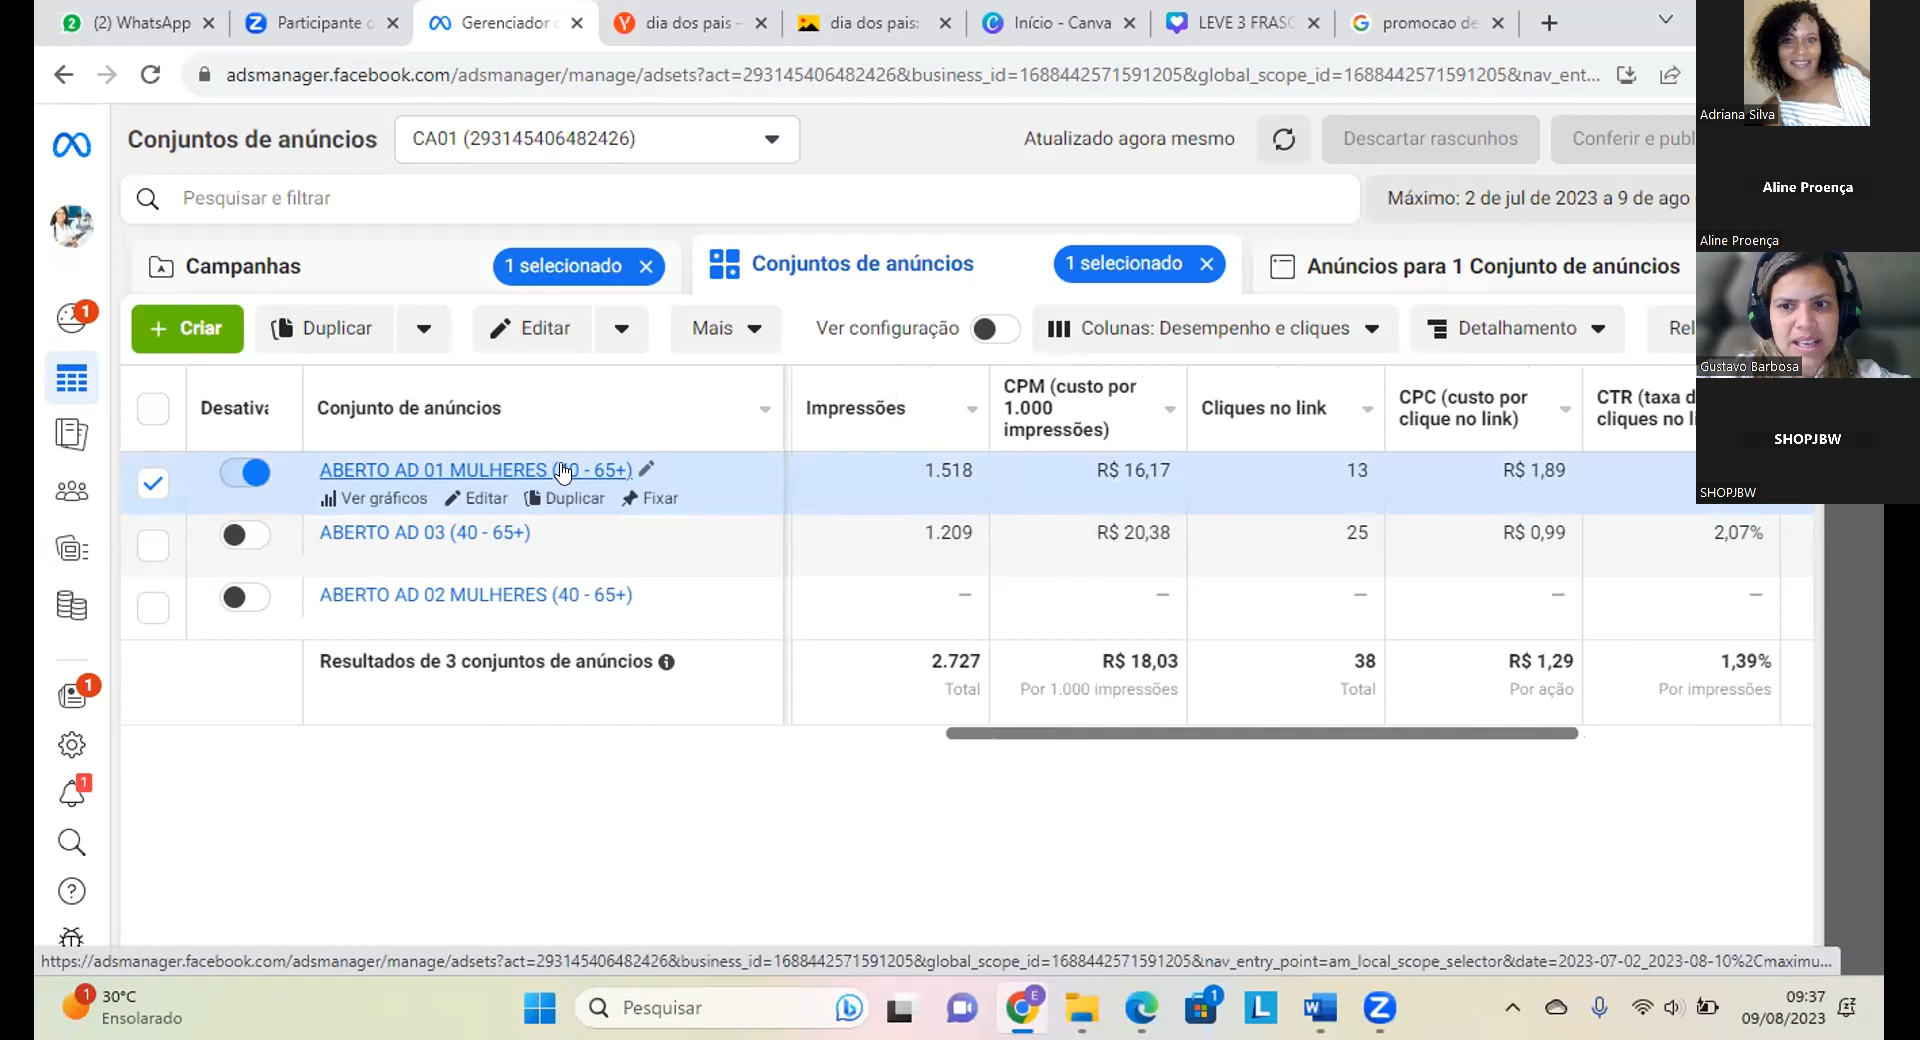 (2) WhatsApp
Participante
Gerenciador
dia dos pais
dia dos pais:
Início - Canva
LEVE 3 FRASC
promocao de
adsmanager.facebook.com/adsmanager/manage/adsets?act=293145406482426&business_id=1688442571591205&global_scope_id=1688442571591205&nav_ent...
Adriana Silva
Conjuntos de anúncios
CA01 (293145406482426)
Atualizado agora mesmo
Descartar rascunhos
Conferir e publ
Aline Proença
Pesquisar e filtrar
Máximo: 2 de jul de 2023 a 9 de ago
Aline Proença
Campanhas
1 selecionado
Conjuntos de anúncios
1 selecionado
Anúncios para 1 Conjunto de anúncios
1
+ Criar
Duplicar
Editar
Mais
Ver configuração
Colunas: Desempenho e cliques
Detalhamento
Rel
Gustavo Barbosa
Desativa
Conjunto de anúncios
Impressões
CPM (custo por
1.000
impressões)
Cliques no link
CPC (custo por
clique no link)
CTR (taxa d
cliques no li
SHOPJBW
SHOPJBW
ABERTO AD 01 MULHERES (40 - 65+)
1.518
R$ 16,17
13
R$ 1,89
Ver gráficos
Editar
Duplicar
Fixar
ABERTO AD 03 (40 - 65+)
1.209
R$ 20,38
25
R$ 0,99
2,07%
ABERTO AD 02 MULHERES (40 - 65+)
—
—
—
—
—
Resultados de 3 conjuntos de anúncios
2.727
R$ 18,03
38
R$ 1,29
1,39%
Total
Por 1.000 impressões
Total
Por ação
Por impressões
1
1
https://adsmanager.facebook.com/adsmanager/manage/adsets?act=293145406482426&business_id=1688442571591205&global_scope_id=1688442571591205&nav_entry_point=am_local_scope_selector&date=2023-07-02_2023-08-10%2Cmaximu...
1
30°C
Ensolarado
Pesquisar
E
1
L
09:37
09/08/2023